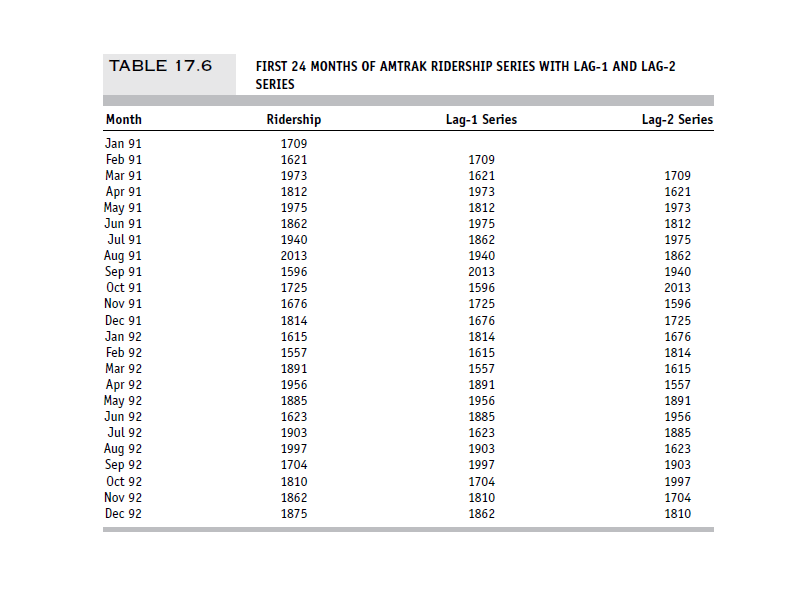 TABLE 17.6 FIRST 24 MONTHS OF AMTRAK RIDERSHIP SERIES WITH LAG-1 AND LAG-2
SERIES
Month Ridership Lag-1 Series Lag-2 Series
Jan 91 1709
Feb 91 1621 1709
Mar 91 1973 1621 1709
Apr 91 1812 1973 1621
May 91 1975 1812 1973
Jun 91 1862 1975 1812
Jul 91 1940 1862 1975
Aug 91 2013 1940 1862
Sep 91 1596 2013 1940
Oct 91 1725 1596 2013
Nov 91 1676 1725 1596
Dec 91 1814 1676 1725
Jan 92 1615 1814 1676
Feb 92 1557 1615 1814
Mar 92 1891 1557 1615
Apr 92 1956 1891 1557
May 92 1885 1956 1891
Jun 92 1623 1885 1956
Jul 92 1903 1623 1885
Aug 92 1997 1903 1623
Sep 92 1704 1997 1903
Oct 92 1810 1704 1997
Nov 92 1862 1810 1704
Dec 92 1875 1862 1810